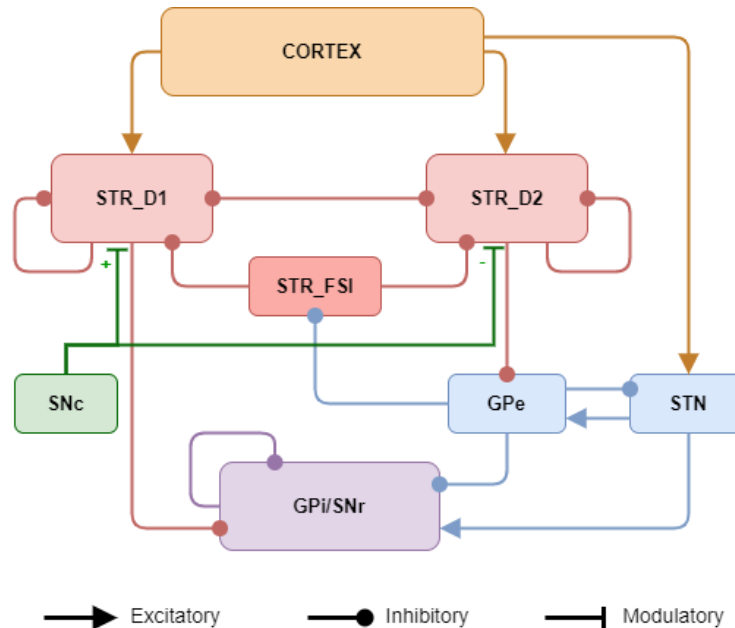 CORTEX
STR_D1
STR_D2
+
-
STR_FSI
SNc
GPe
STN
GPi/SNr
Excitatory
Inhibitory
Modulatory